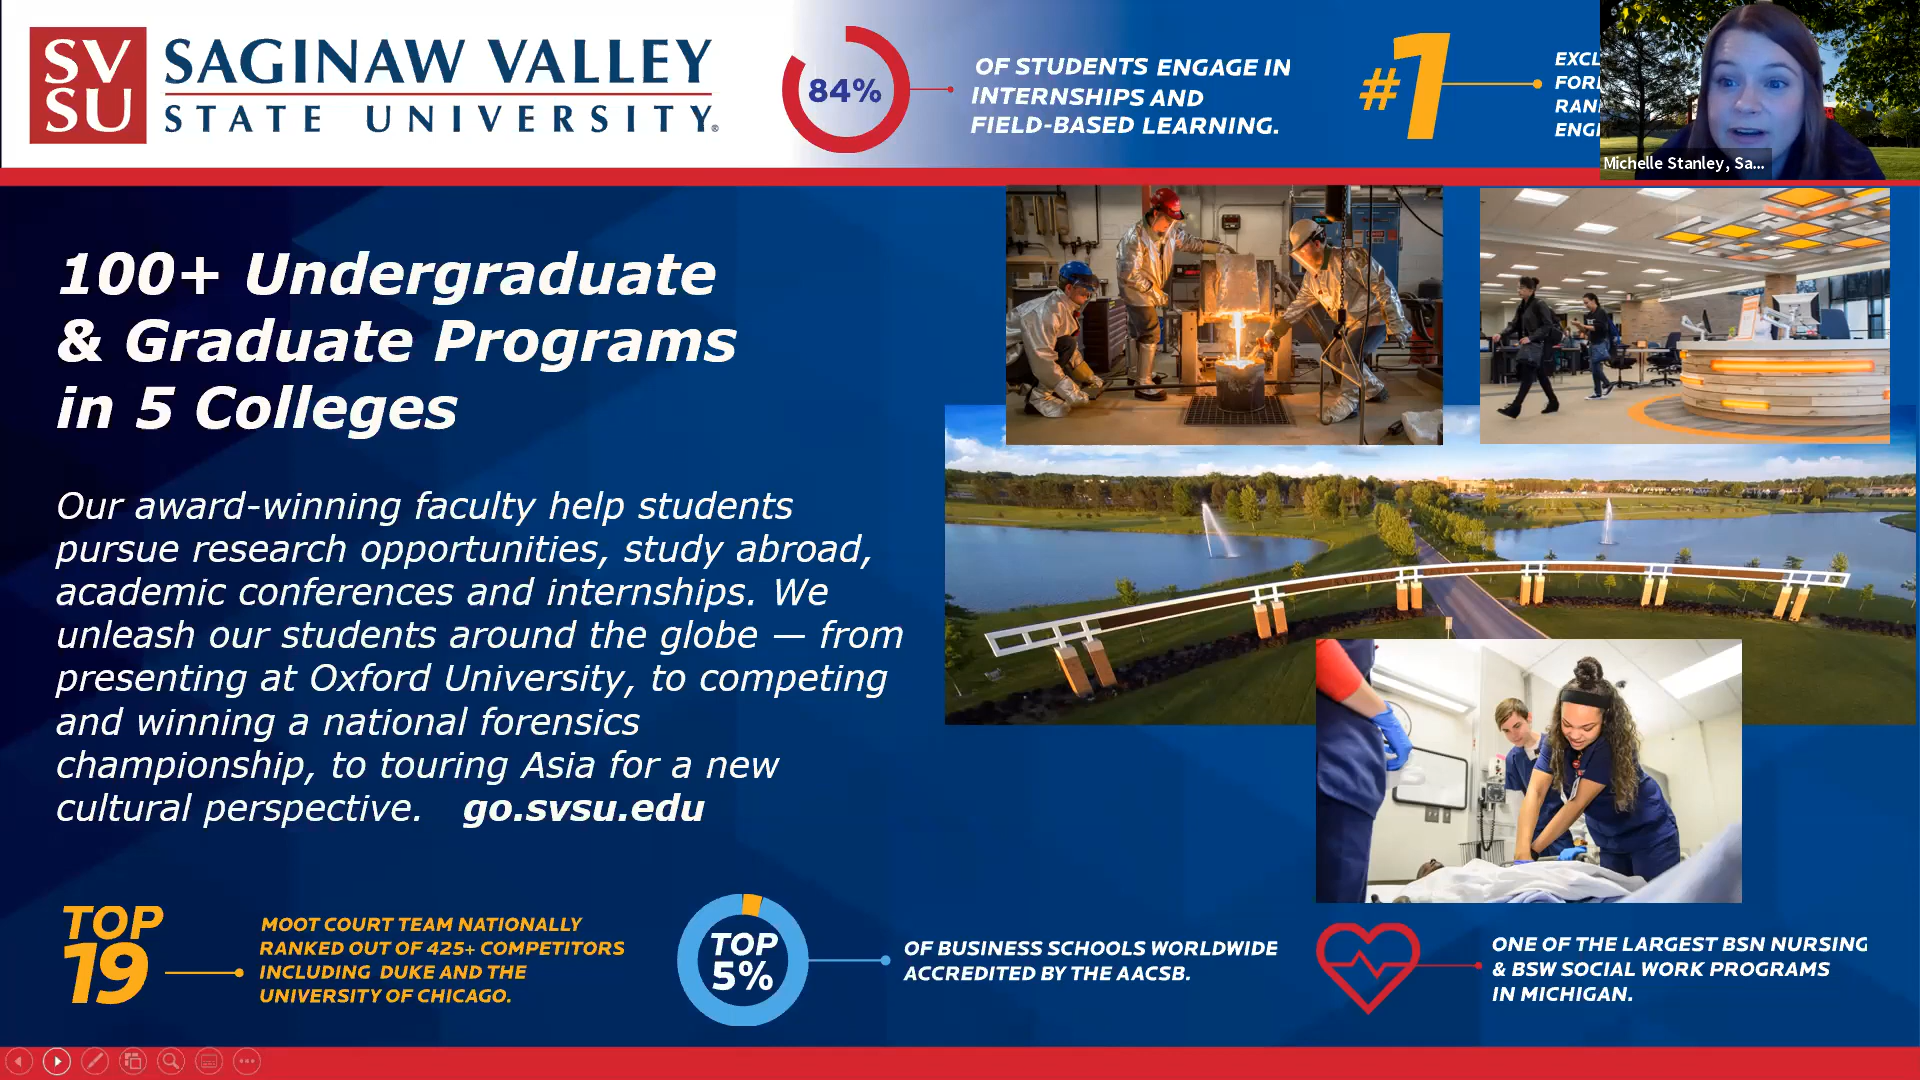 SV
SU
SAGINAW VALLEY
STATE UNIVERSITY®
84%
OF STUDENTS ENGAGE IN
INTERNSHIPS AND
FIELD-BASED LEARNING.
#1
Michelle Stanley, Sa...
100+ Undergraduate
& Graduate Programs
in 5 Colleges
Our award-winning faculty help students
pursue research opportunities, study abroad,
academic conferences and internships. We
unleash our students around the globe — from
presenting at Oxford University, to competing
and winning a national forensics
championship, to touring Asia for a new
cultural perspective. go.svsu.edu
TOP
19
MOOT COURT TEAM NATIONALLY
RANKED OUT OF 425+ COMPETITORS
INCLUDING DUKE AND THE
UNIVERSITY OF CHICAGO.
TOP
5%
OF BUSINESS SCHOOLS WORLDWIDE
ACCREDITED BY THE AACSB.
ONE OF THE LARGEST BSN NURSING
& BSW SOCIAL WORK PROGRAMS
IN MICHIGAN.